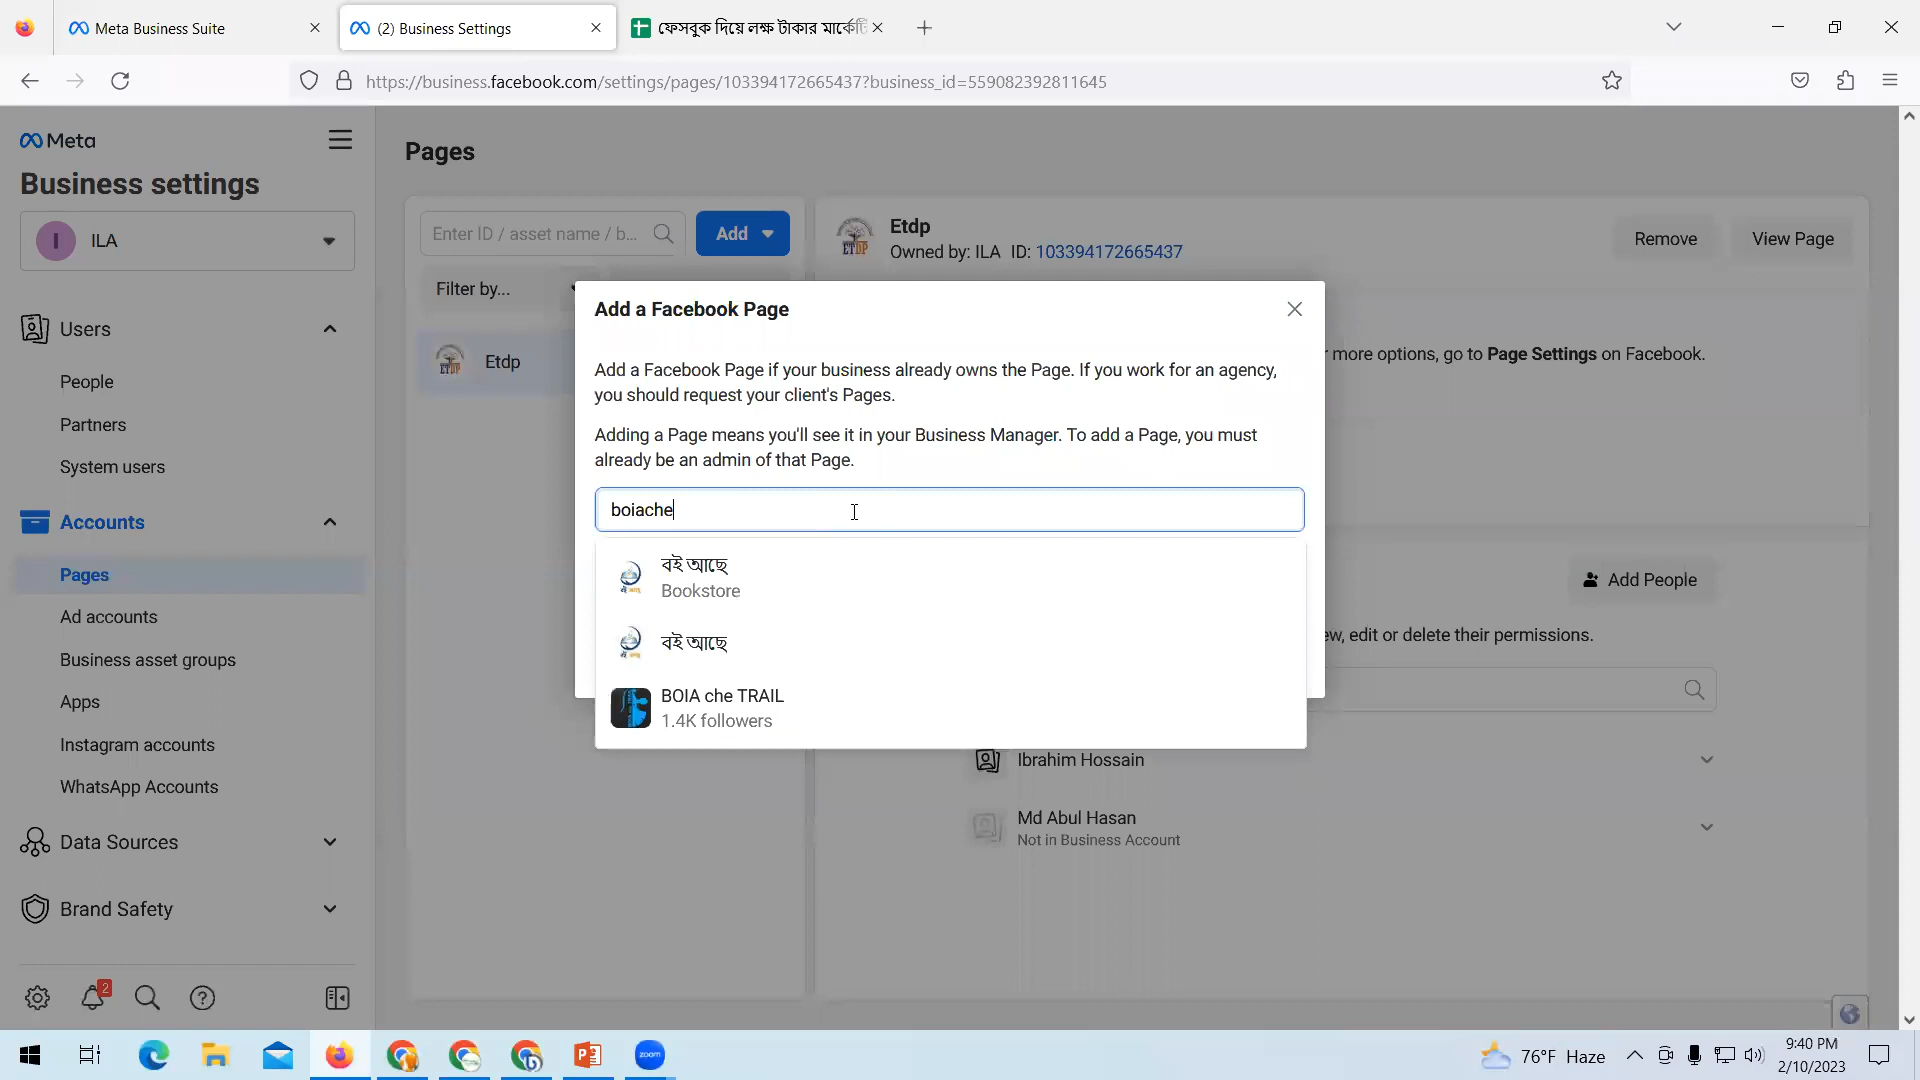 Meta Business Suite
(2) Business Settings
ফেসবুক দিয়ে লক্ষ টাকার মার্কেটি
https://business.facebook.com/settings/pages/103394172665437?business_id=559082392811645
Meta
Business settings
I
ILA
Users
People
Partners
System users
Accounts
Pages
Ad accounts
Business asset groups
Apps
Instagram accounts
WhatsApp Accounts
Data Sources
Brand Safety
2
Pages
Enter ID / asset name / b...
Add
Filter by...
Etdp
ETDP
Etdp
Owned by: ILA ID: 103394172665437
Remove
View Page
r more options, go to Page Settings on Facebook.
Add a Facebook Page
Add a Facebook Page if your business already owns the Page. If you work for an agency,
you should request your client's Pages.
Adding a Page means you'll see it in your Business Manager. To add a Page, you must
already be an admin of that Page.
boiache
বই আছে
Bookstore
বই আছে
BOIA che TRAIL
1.4K followers
Add People
ew, edit or delete their permissions.
Ibrahim Hossain
Md Abul Hasan
Not in Business Account
zoom
76°F Haze
9:40 PM
2/10/2023